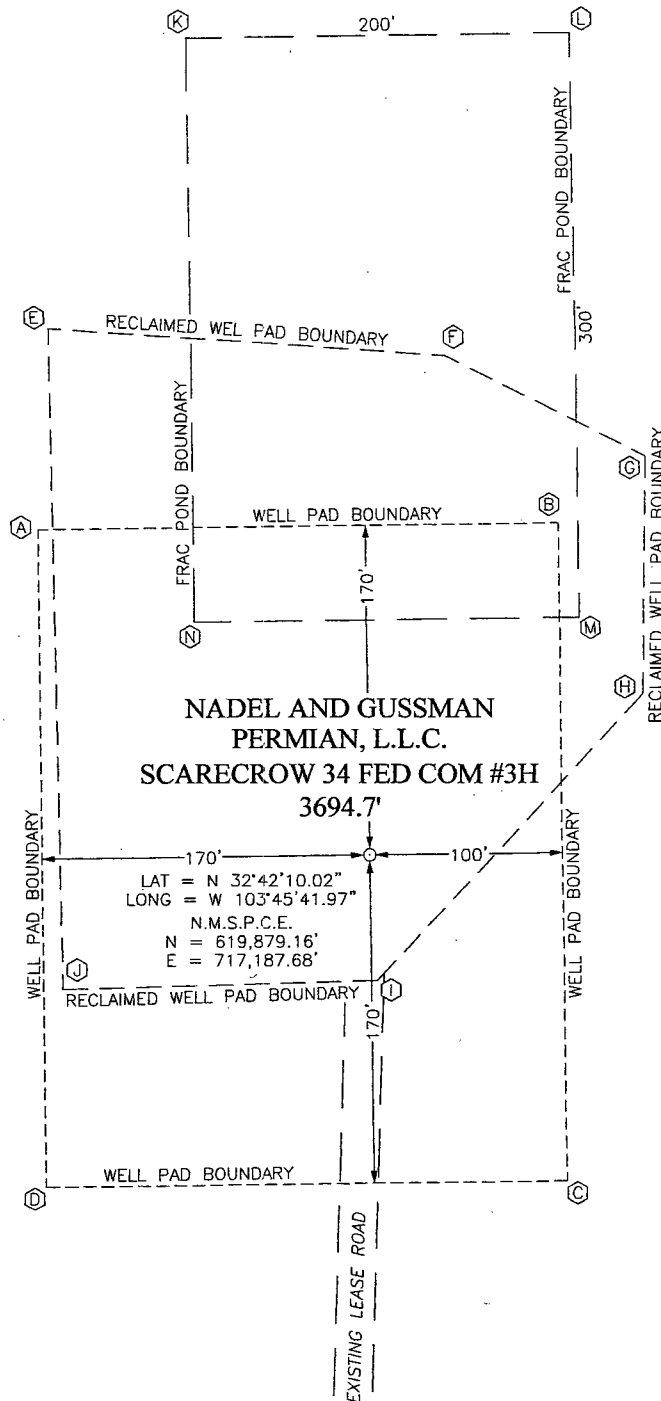 K
200'
L
FRAC POND BOUNDARY
300'
E
RECLAIMED WEL PAD BOUNDARY
F
G
RECLAIMED WELL PAD BOUNDARY
FRAC POND BOUNDARY
A
WELL PAD BOUNDARY
B
170'
N
M
H
NADEL AND GUSSMAN
PERMIAN, L.L.C.
SCARECROW 34 FED COM #3H
3694.7'
WELL PAD BOUNDARY
170'
100'
WELL PAD BOUNDARY
LAT = N 32°42'10.02"
LONG = W 103°45'41.97"
N.M.S.P.C.E.
N = 619,879.16'
E = 717,187.68'
J
RECLAIMED WELL PAD BOUNDARY
I
170'
WELL PAD BOUNDARY
D
C
EXISTING LEASE ROAD